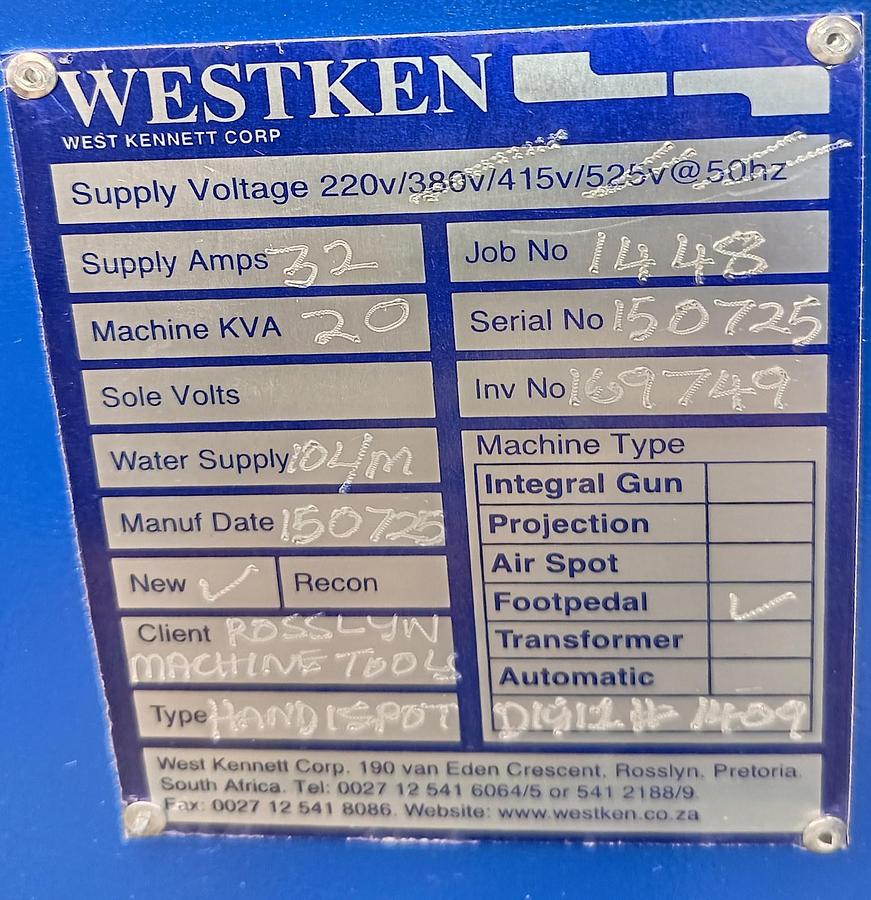 WESTKEN
WEST KENNETT CORP
Supply Voltage 220v/380v/415v/525v@50hz
Supply Amps 32
Machine KVA 20
Sole Volts
Water Supply 10L/m
Manuf Date 150725
New ✓ Recon
Client ROSSLYN
MACHINE TOOLS
Type HANDISPOT
Job No 1448
Serial No 150725
Inv No 169749
Machine Type
Integral Gun
Projection
Air Spot
Footpedal ✓
Transformer
Automatic
1409
West Kennett Corp. 190 van Eden Crescent, Rosslyn, Pretoria
South Africa. Tel: 0027 12 541 6064/5 or 541 2188/9
Fax: 0027 12 541 8086. Website: www.westken.co.za